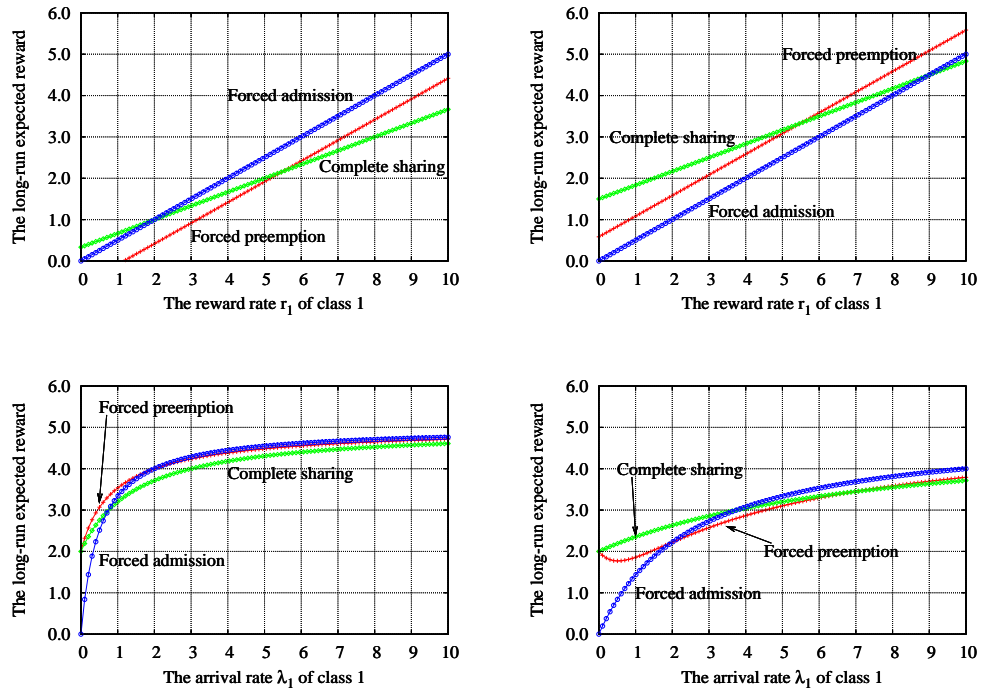 The long-run expected reward
6.0
5.0
4.0
3.0
2.0
1.0
0.0
Forced admission
Complete sharing
Forced preemption
0 1 2 3 4 5 6 7 8 9 10
The reward rate r1 of class 1
The long-run expected reward
6.0
5.0
4.0
3.0
2.0
1.0
0.0
Forced preemption
Complete sharing
Forced admission
0 1 2 3 4 5 6 7 8 9 10
The reward rate r1 of class 1
The long-run expected reward
6.0
5.0
4.0
3.0
2.0
1.0
0.0
Forced preemption
Complete sharing
Forced admission
0 1 2 3 4 5 6 7 8 9 10
The arrival rate λ1 of class 1
The long-run expected reward
6.0
5.0
4.0
3.0
2.0
1.0
0.0
Complete sharing
Forced preemption
Forced admission
0 1 2 3 4 5 6 7 8 9 10
The arrival rate λ1 of class 1